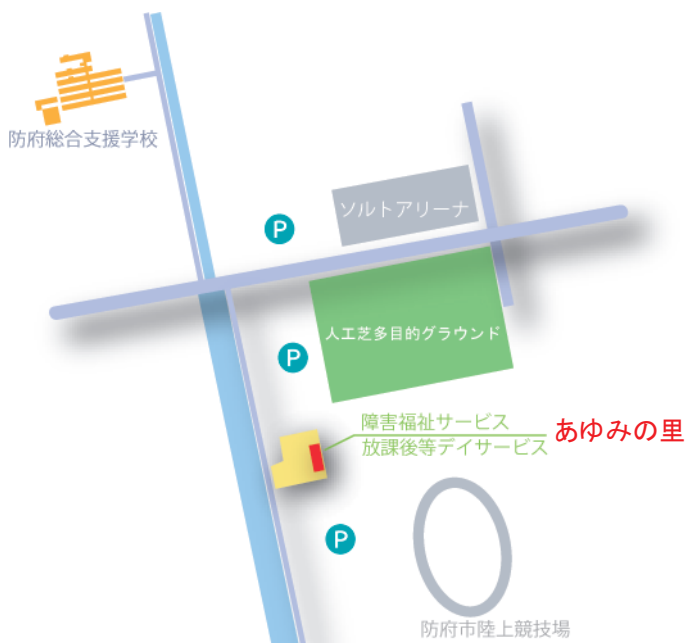 防府総合支援学校
ソルトアリーナ
P
人工芝多目的グラウンド
P
障害福祉サービス
放課後等デイサービス
あゆみの里
P
防府市陸上競技場